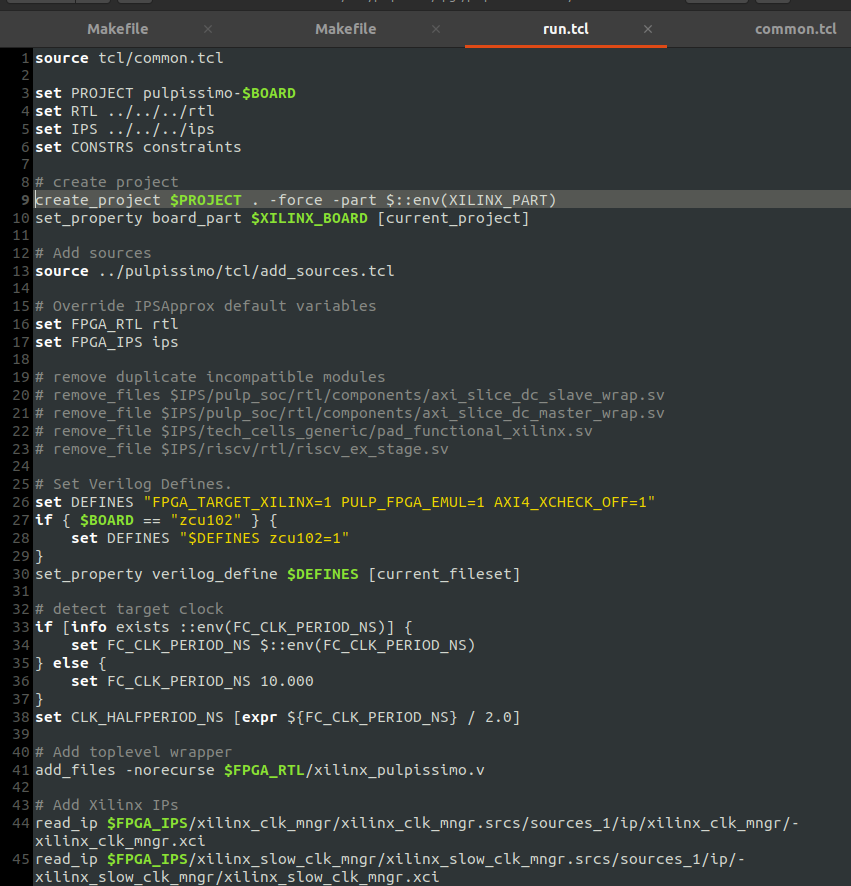 Makefile × Makefile × run.tcl × common.tcl
1 source tcl/common.tcl
2
3 set PROJECT pulpissimo-$BOARD
4 set RTL ../../../rtl
5 set IPS ../../../ips
6 set CONSTRS constraints
7
8 # create project
9 create_project $PROJECT . -force -part $::env(XILINX_PART)
10 set_property board_part $XILINX_BOARD [current_project]
11
12 # Add sources
13 source ../pulpissimo/tcl/add_sources.tcl
14
15 # Override IPSApprox default variables
16 set FPGA_RTL rtl
17 set FPGA_IPS ips
18
19 # remove duplicate incompatible modules
20 # remove_files $IPS/pulp_soc/rtl/components/axi_slice_dc_slave_wrap.sv
21 # remove_file $IPS/pulp_soc/rtl/components/axi_slice_dc_master_wrap.sv
22 # remove_file $IPS/tech_cells_generic/pad_functional_xilinx.sv
23 # remove_file $IPS/riscv/rtl/riscv_ex_stage.sv
24
25 # Set Verilog Defines.
26 set DEFINES "FPGA_TARGET_XILINX=1 PULP_FPGA_EMUL=1 AXI4_XCHECK_OFF=1"
27 if { $BOARD == "zcu102" } {
28     set DEFINES "$DEFINES zcu102=1"
29 }
30 set_property verilog_define $DEFINES [current_fileset]
31
32 # detect target clock
33 if [info exists ::env(FC_CLK_PERIOD_NS)] {
34     set FC_CLK_PERIOD_NS $::env(FC_CLK_PERIOD_NS)
35 } else {
36     set FC_CLK_PERIOD_NS 10.000
37 }
38 set CLK_HALFPERIOD_NS [expr ${FC_CLK_PERIOD_NS} / 2.0]
39
40 # Add toplevel wrapper
41 add_files -norecurse $FPGA_RTL/xilinx_pulpissimo.v
42
43 # Add Xilinx IPs
44 read_ip $FPGA_IPS/xilinx_clk_mngr/xilinx_clk_mngr.srcs/sources_1/ip/xilinx_clk_mngr/-
xilinx_clk_mngr.xci
45 read_ip $FPGA_IPS/xilinx_slow_clk_mngr/xilinx_slow_clk_mngr.srcs/sources_1/ip/-
xilinx_slow_clk_mngr/xilinx_slow_clk_mngr.xci